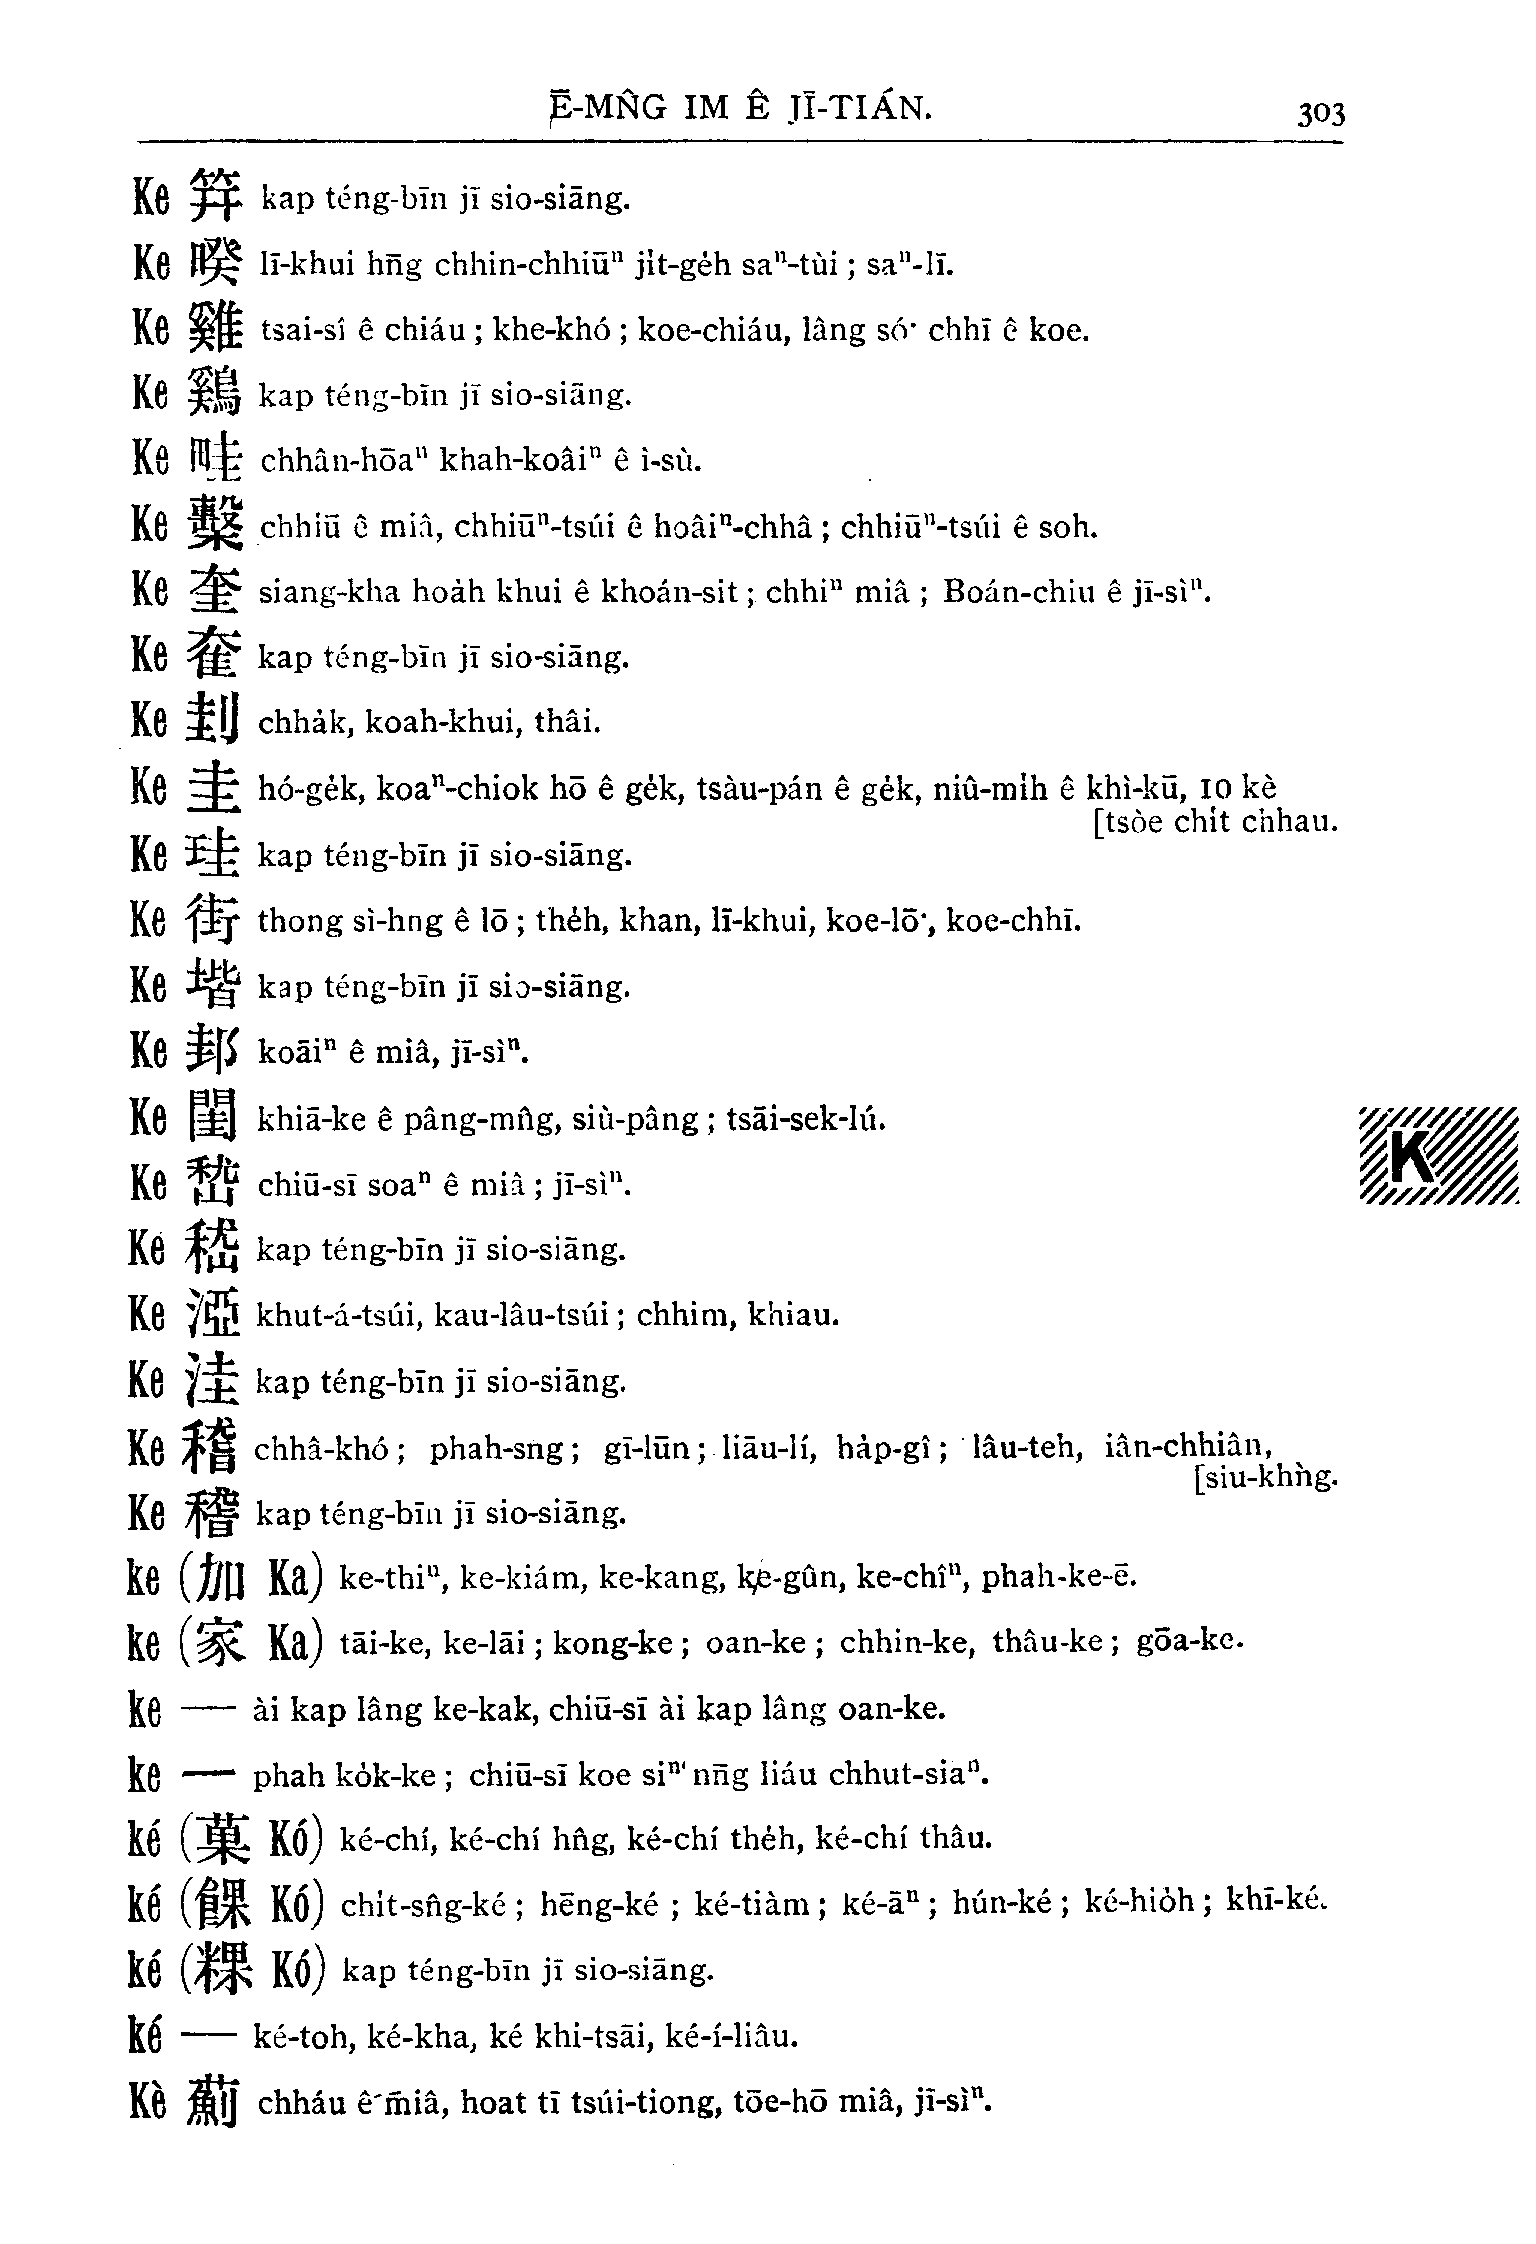 Ē-MN̂G IM Ê JĪ-TIÁN.
303
Ke 笄 kap téng-bīn jī sio-siāng.
Ke 睽 lī-khui hn̄g chhin-chhiūⁿ ji̍t-ge̍h saⁿ-tùi; saⁿ-lī.
Ke 雞 tsai-sî ê chiáu; khe-khó; koe-chiáu, lâng só͘ chhī ê koe.
Ke 鷄 kap téng-bīn jī sio-siāng.
Ke 畦 chhân-hōaⁿ khah-koâiⁿ ê ì-sù.
Ke 檕 chhiū ê miâ, chhiūⁿ-tsúi ê hoâiⁿ-chhâ; chhiūⁿ-tsúi ê soh.
Ke 奎 siang-kha hoa̍h khui ê khoán-sit; chhiⁿ miâ; Boán-chiu ê jī-sìⁿ.
Ke kap téng-bīn jī sio-siāng.
Ke 刲 chha̍k, koah-khui, thâi.
Ke 圭 hó-ge̍k, koaⁿ-chiok hō ê ge̍k, tsàu-pán ê ge̍k, niû-mi̍h ê khì-kū, 10 kè
[tsòe chi̍t chhau.
Ke 珪 kap téng-bīn jī sio-siāng.
Ke 街 thong sì-hng ê lō; the̍h, khan, lī-khui, koe-lō͘, koe-chhī.
Ke 堦 kap téng-bīn jī sio-siāng.
Ke 邽 koāiⁿ ê miâ, jī-sìⁿ.
Ke 閨 khiā-ke ê pâng-mn̂g, siù-pâng; tsāi-sek-lú.
Ke 嵇 chiū-sī soaⁿ ê miâ; jī-sìⁿ.
Ke 嵇 kap téng-bīn jī sio-siāng.
Ke khut-á-tsúi, kau-lâu-tsúi; chhim, khiau.
Ke 洼 kap téng-bīn jī sio-siāng.
Ke 稽 chhâ-khó; phah-sǹg; gī-lūn; liāu-lí, ha̍p-gî; lâu-teh, iân-chhiân,
[siu-khǹg.
Ke 稽 kap téng-bīn jī sio-siāng.
ke (加 Ka) ke-thiⁿ, ke-kiám, ke-kang, ke-gûn, ke-chîⁿ, phah-ke-ē.
ke (家 Ka) tāi-ke, ke-lāi; kong-ke; oan-ke; chhin-ke, thâu-ke; gōa-ke.
ke — ài kap lâng ke-kak, chiū-sī ài kap lâng oan-ke.
ke — phah ko̍k-ke; chiū-sī koe siⁿ nn̄g liáu chhut-siaⁿ.
ké (菓 Kó) ké-chí, ké-chí hn̂g, ké-chí the̍h, ké-chí thâu.
ké (餜 Kó) chi̍t-sn̂g-ké; hēng-ké; ké-tiàm; ké-āⁿ; hún-ké; ké-hio̍h; khī-ké.
ké (粿 Kó) kap téng-bīn jī sio-siāng.
ké — ké-toh, ké-kha, ké khi-tsāi, ké-í-liâu.
Kè 薊 chháu ê miâ, hoat tī tsúi-tiong, tōe-hō miâ, jī-sìⁿ.
K